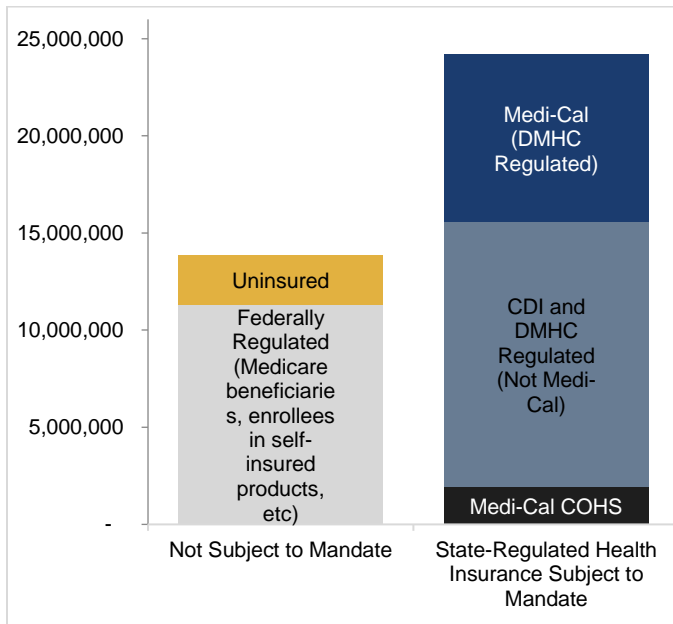 25,000,000
20,000,000
15,000,000
10,000,000
5,000,000
-
Uninsured
Federally
Regulated
(Medicare
beneficiarie
s, enrollees
in self-
insured
products,
etc)
Medi-Cal
(DMHC
Regulated)
CDI and
DMHC
Regulated
(Not Medi-
Cal)
Medi-Cal COHS
Not Subject to Mandate
State-Regulated Health
Insurance Subject to
Mandate